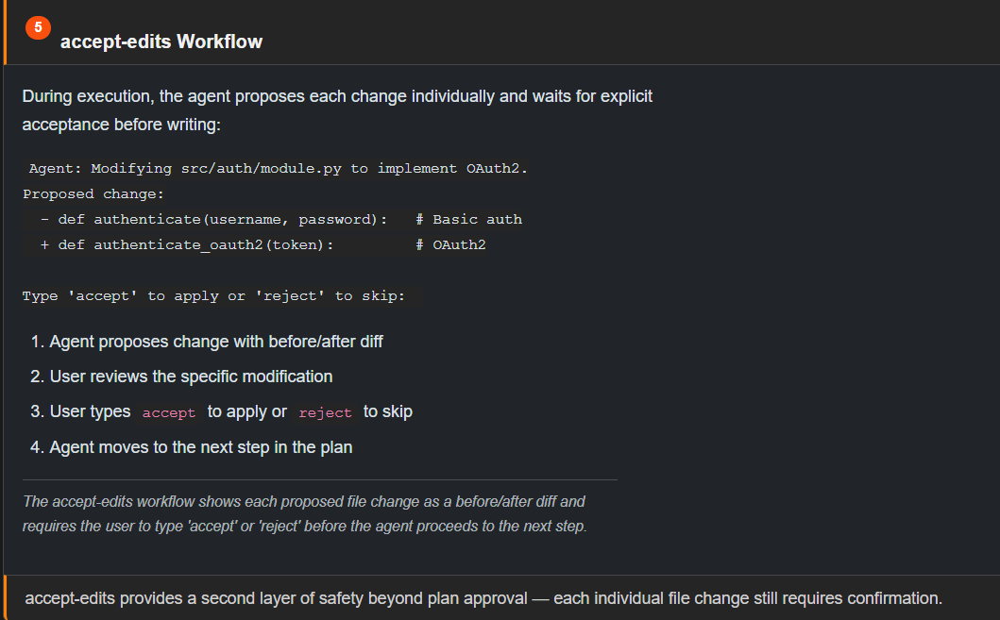 5
accept-edits Workflow
During execution, the agent proposes each change individually and waits for explicit
acceptance before writing:
Agent: Modifying src/auth/module.py to implement OAuth2.
Proposed change:
- def authenticate(username, password):   # Basic auth
+ def authenticate_oauth2(token):         # OAuth2
Type 'accept' to apply or 'reject' to skip:
1. Agent proposes change with before/after diff
2. User reviews the specific modification
3. User types accept to apply or reject to skip
4. Agent moves to the next step in the plan
The accept-edits workflow shows each proposed file change as a before/after diff and
requires the user to type 'accept' or 'reject' before the agent proceeds to the next step.
accept-edits provides a second layer of safety beyond plan approval — each individual file change still requires confirmation.